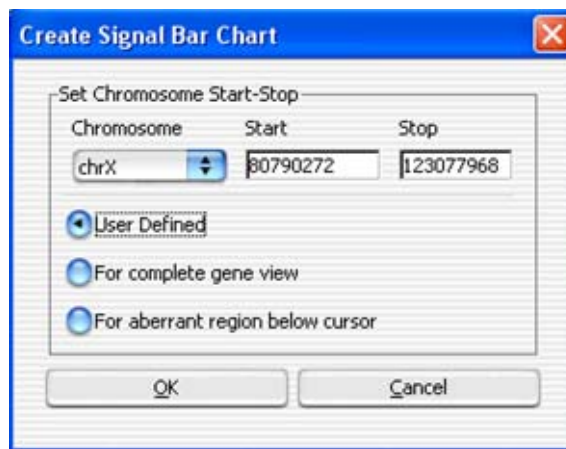 Create Signal Bar Chart
Set Chromosome Start-Stop
Chromosome Start Stop
chrX 80790272 123077968
User Defined
For complete gene view
For aberrant region below cursor
OK Cancel